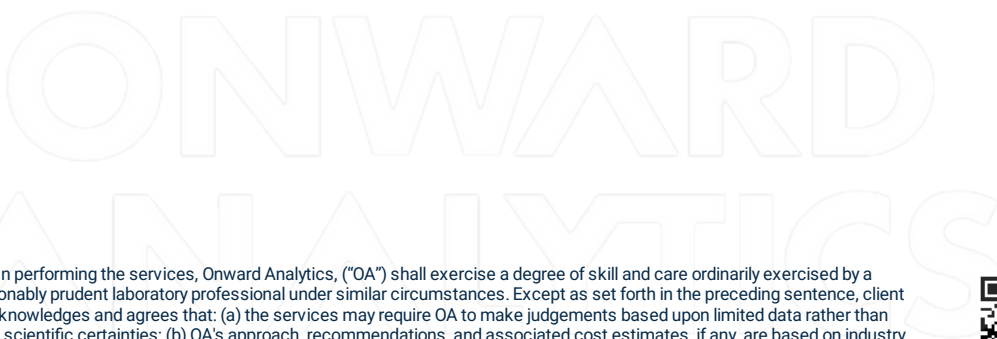 ONWARD
ANALYTICS
n performing the services, Onward Analytics, (“OA”) shall exercise a degree of skill and care ordinarily exercised by a
onably prudent laboratory professional under similar circumstances. Except as set forth in the preceding sentence, client
knowledges and agrees that: (a) the services may require OA to make judgements based upon limited data rather than
scientific certainties; (b) OA's approach, recommendations, and associated cost estimates, if any, are based on industry